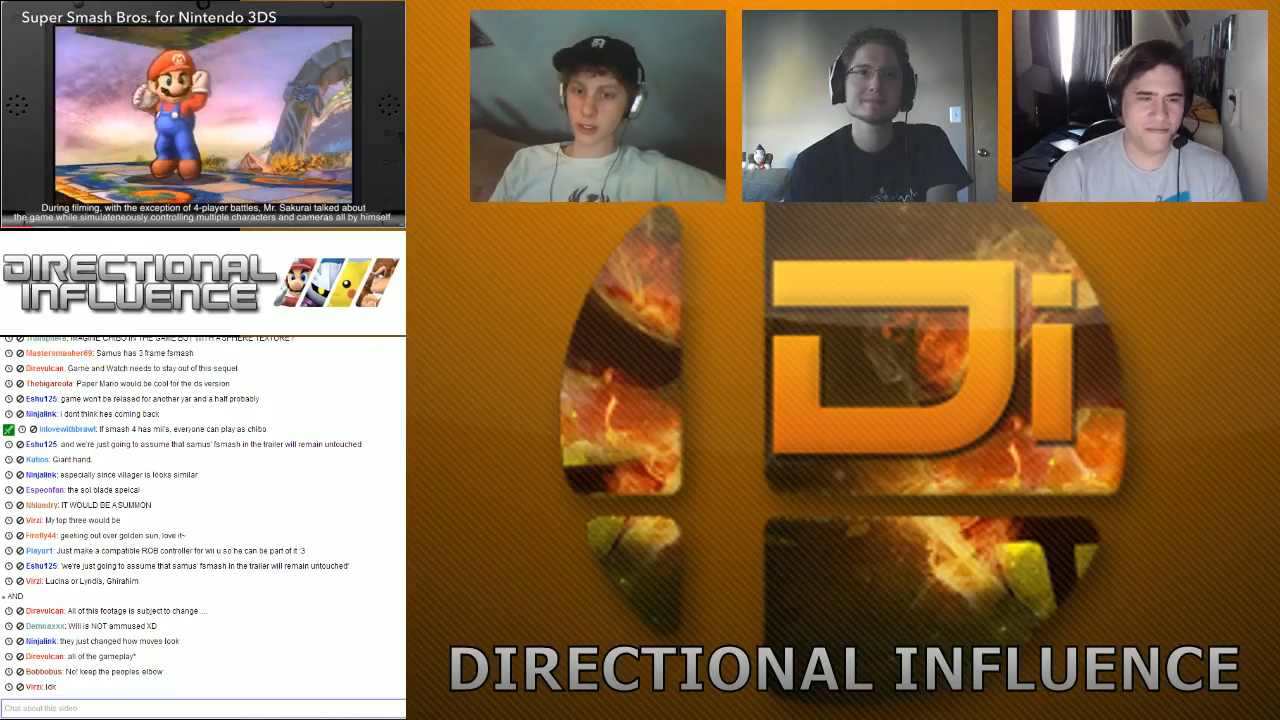 Super Smash Bros. for Nintendo 3DS
During filming, with the exception of 4-player battles, Mr. Sakurai talked about
the game while simulateneously controlling multiple characters and cameras all by himself.
DIRECTIONAL
INFLUENCE
IMAGINE CHIBO IN THE GAME BUT WITH A SPHERE TEXTURE?
Mastersmasher69: Samus has 3 frame fsmash
Direvulcan: Game and Watch needs to stay out of this sequel
Thebigareola: Paper Mario would be cool for the ds version
Eshu125: game won't be relased for another yar and a half probably
Ninjalink: i dont think hes coming back
Inlovewithbrawl: If smash 4 has mii's, everyone can play as chibo
Eshu125: and we're just going to assume that samus' fsmash in the trailer will remain untouched
Kutios: Giant hand.
Ninjalink: especially since villager is looks similar
Espeonfan: the sol blade speical
Nhlandry: IT WOULD BE A SUMMON
Virzi: My top three would be
Firefly44: geeking out over golden sun, love it~
Playur1: Just make a compatible ROB controller for wii u so he can be part of it :3
Eshu125: 'we're just going to assume that samus' fsmash in the trailer will remain untouched'
Virzi: Lucina or Lyndis, Ghirahim
» AND
Direvulcan: All of this footage is subject to change ....
Demnaxxx: Will is NOT ammused XD
Ninjalink: they just changed how moves look
Direvulcan: all of the gameplay*
Bobbobus: No! keep the peoples elbow
Virzi: Idk
Chat about this video
Di
DIRECTIONAL INFLUENCE